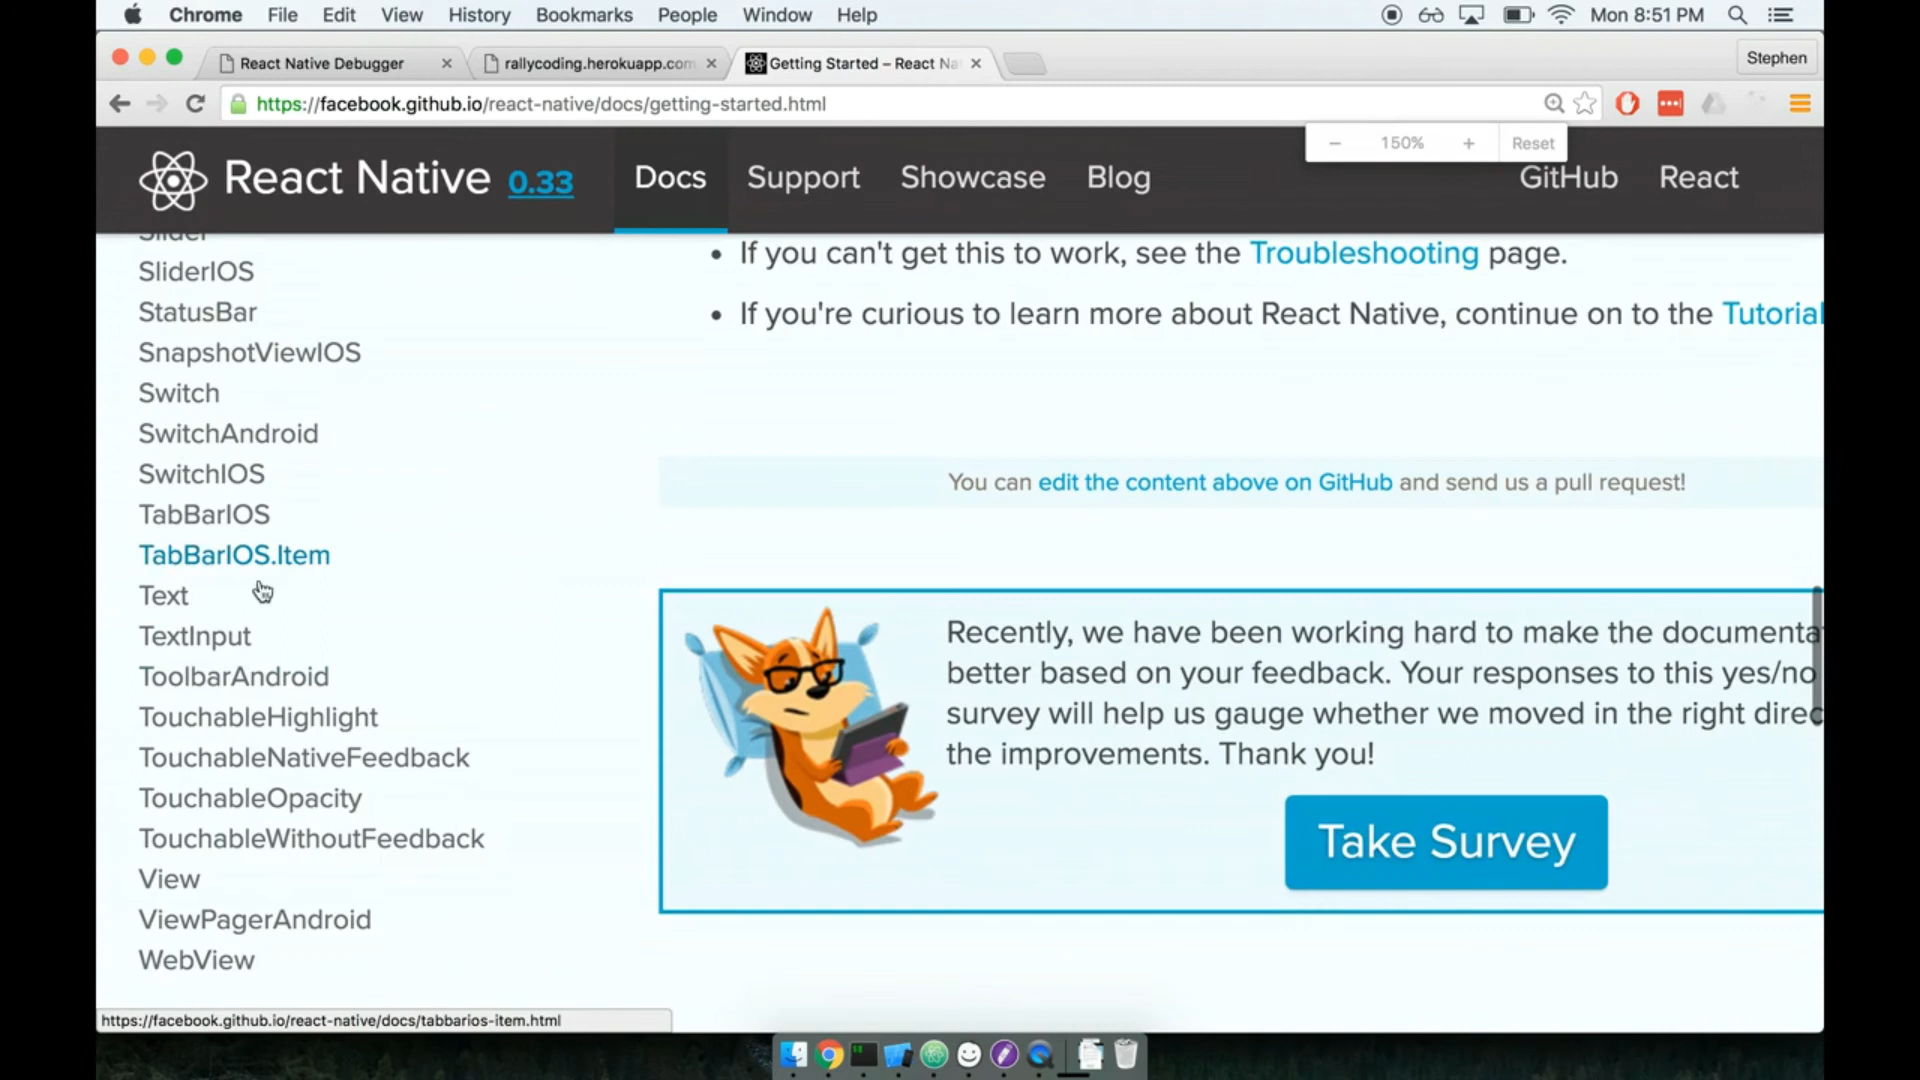 Chrome File Edit View History Bookmarks People Window Help Mon 8:51 PM
React Native Debugger rallycoding.herokuapp.com Getting Started – React Na Stephen
https://facebook.github.io/react-native/docs/getting-started.html
150% Reset
React Native 0.33 Docs Support Showcase Blog GitHub React
Slider
SliderIOS
StatusBar
SnapshotViewIOS
Switch
SwitchAndroid
SwitchIOS
TabBarIOS
TabBarIOS.Item
Text
TextInput
ToolbarAndroid
TouchableHighlight
TouchableNativeFeedback
TouchableOpacity
TouchableWithoutFeedback
View
ViewPagerAndroid
WebView
If you can't get this to work, see the Troubleshooting page.
If you're curious to learn more about React Native, continue on to the Tutorial
You can edit the content above on GitHub and send us a pull request!
Recently, we have been working hard to make the documenta
better based on your feedback. Your responses to this yes/no
survey will help us gauge whether we moved in the right direc
the improvements. Thank you!
Take Survey
https://facebook.github.io/react-native/docs/tabbarios-item.html